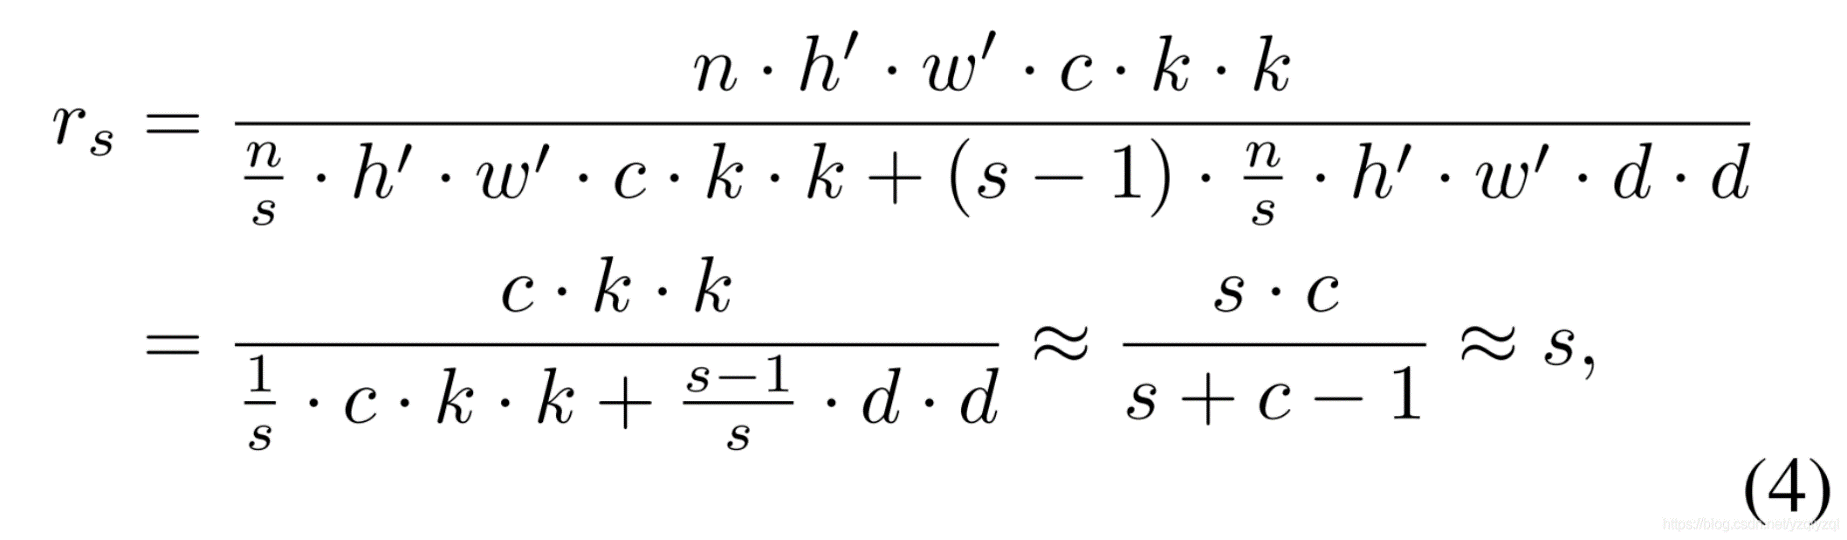 r_s = \frac{n \cdot h' \cdot w' \cdot c \cdot k \cdot k}{\frac{n}{s} \cdot h' \cdot w' \cdot c \cdot k \cdot k + (s-1) \cdot \frac{n}{s} \cdot h' \cdot w' \cdot d \cdot d}
= \frac{c \cdot k \cdot k}{\frac{1}{s} \cdot c \cdot k \cdot k + \frac{s-1}{s} \cdot d \cdot d} \approx \frac{s \cdot c}{s + c - 1} \approx s,
(4)